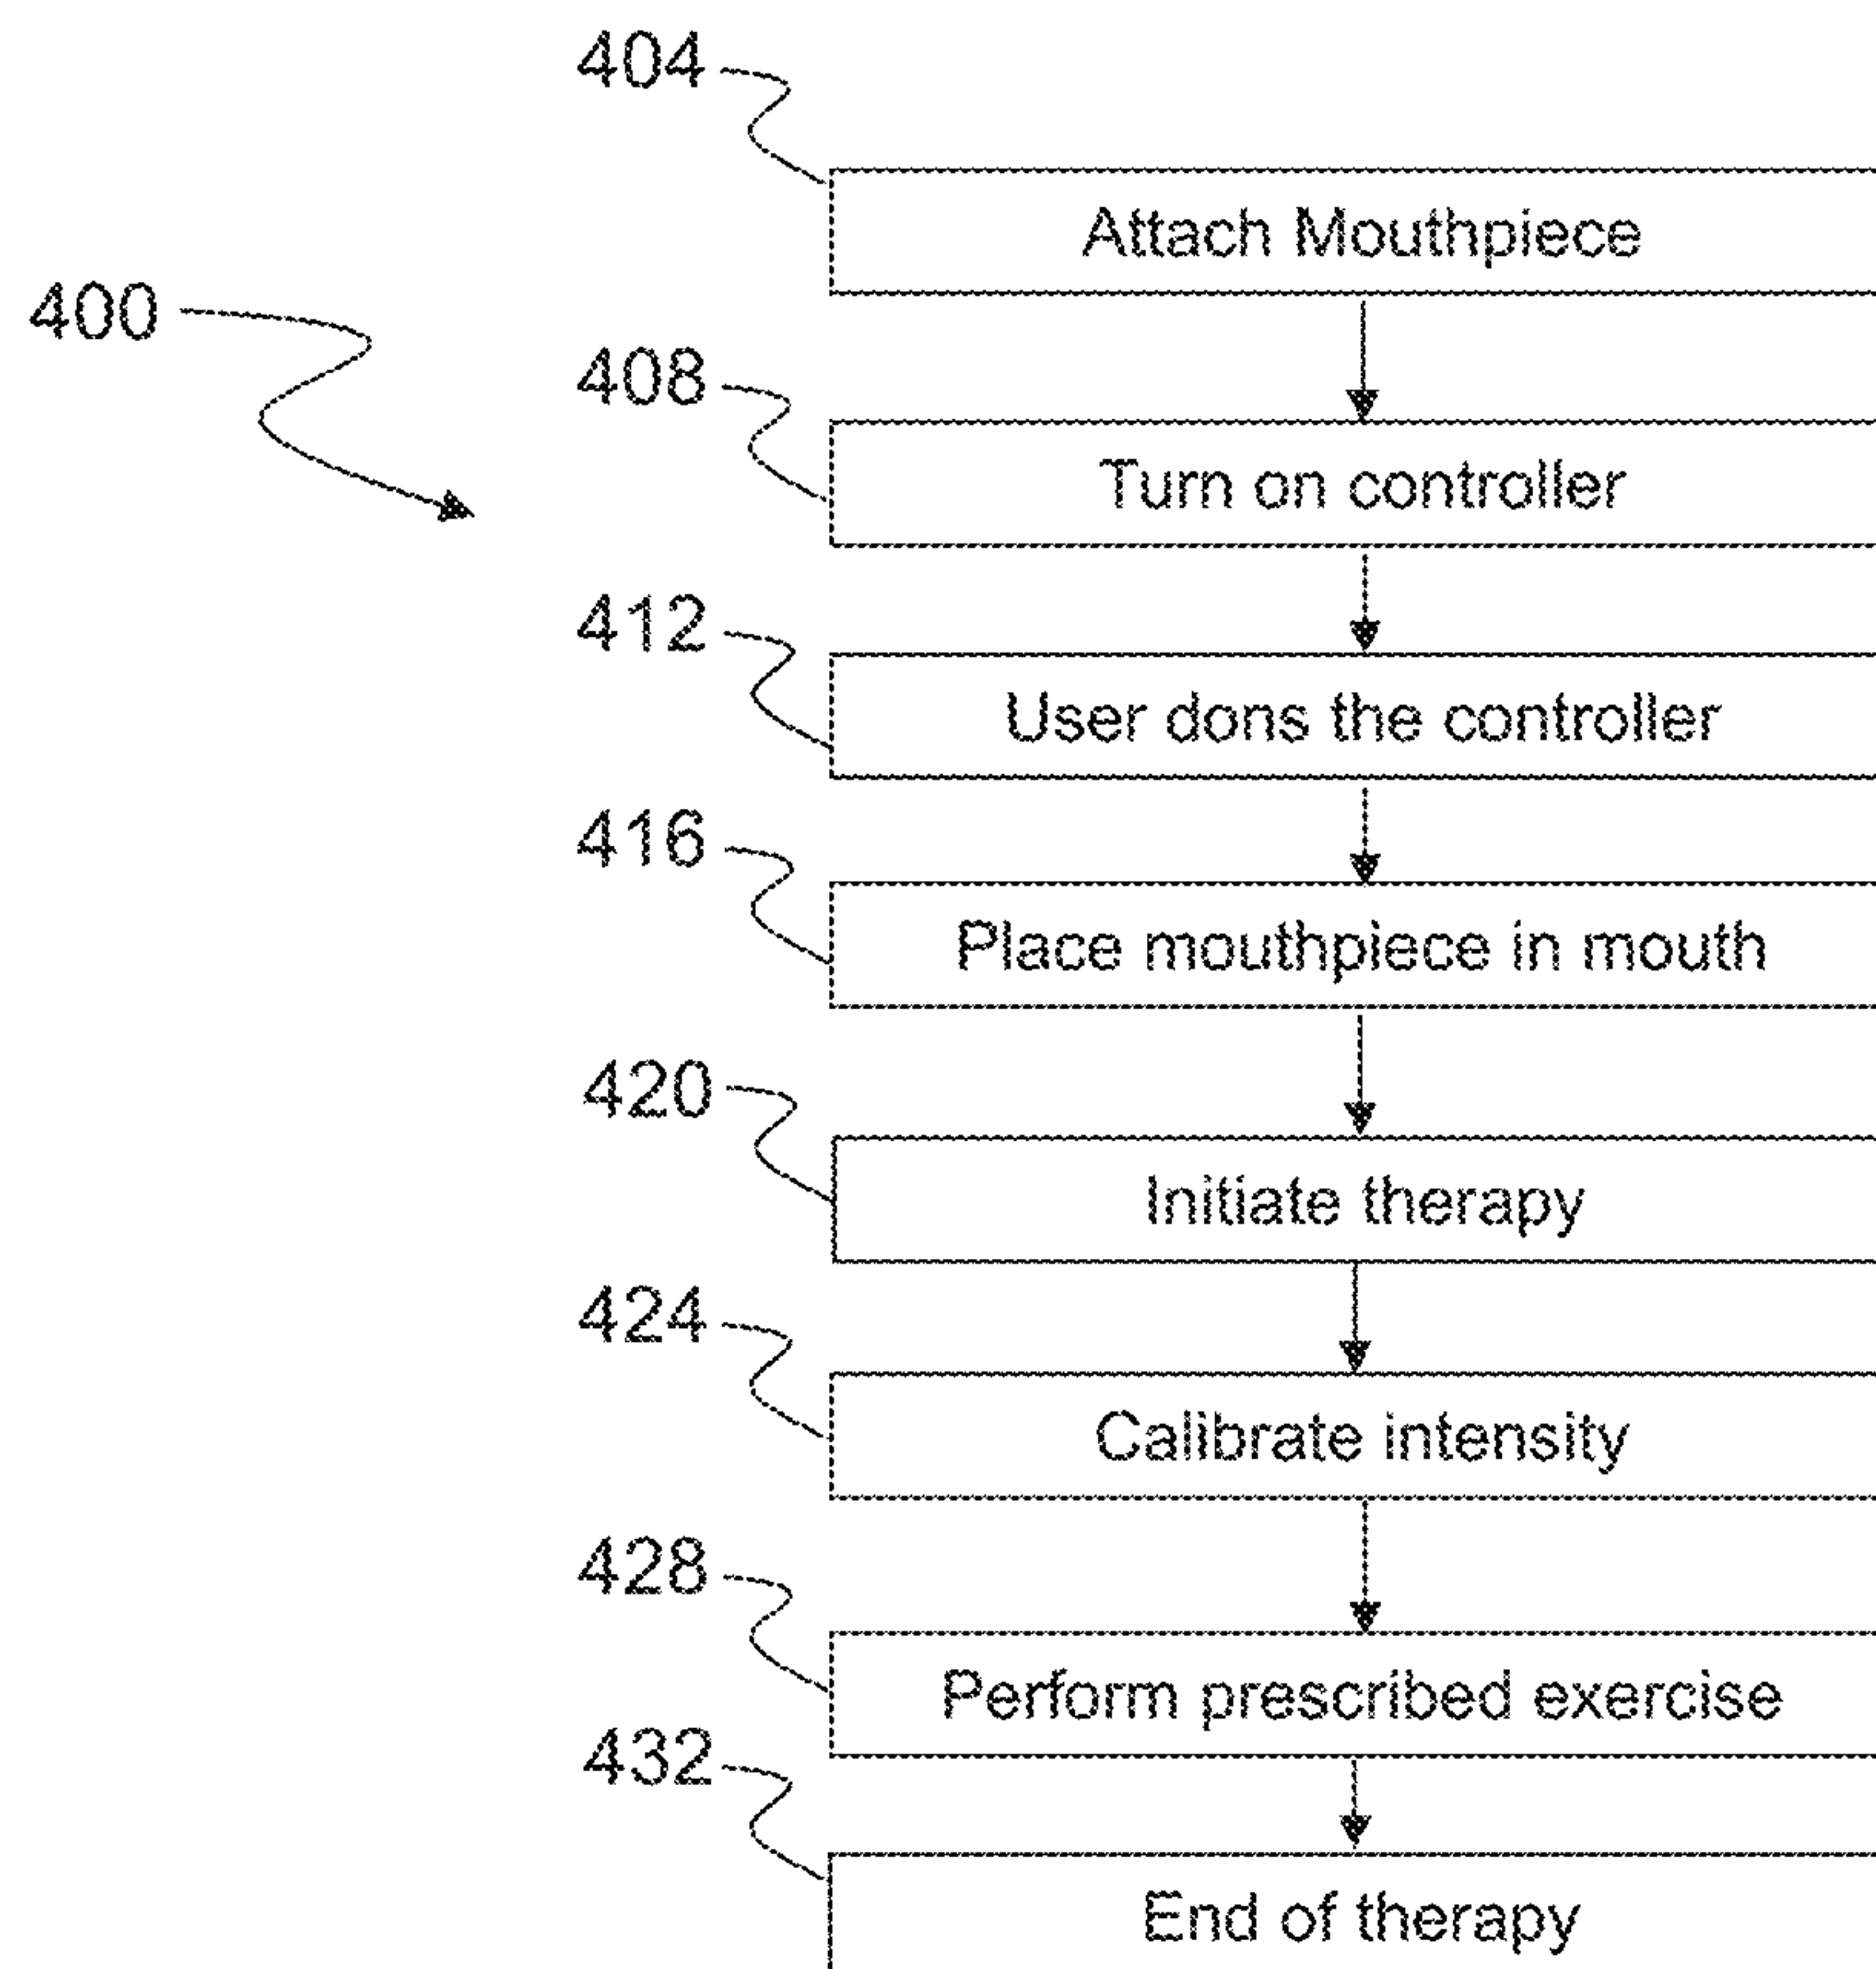 404
Attach Mouthpiece
400
408
Turn on controller
412
User dons the controller
416
Place mouthpiece in mouth
420
Initiate therapy
424
Calibrate intensity
428
Perform prescribed exercise
432
End of therapy